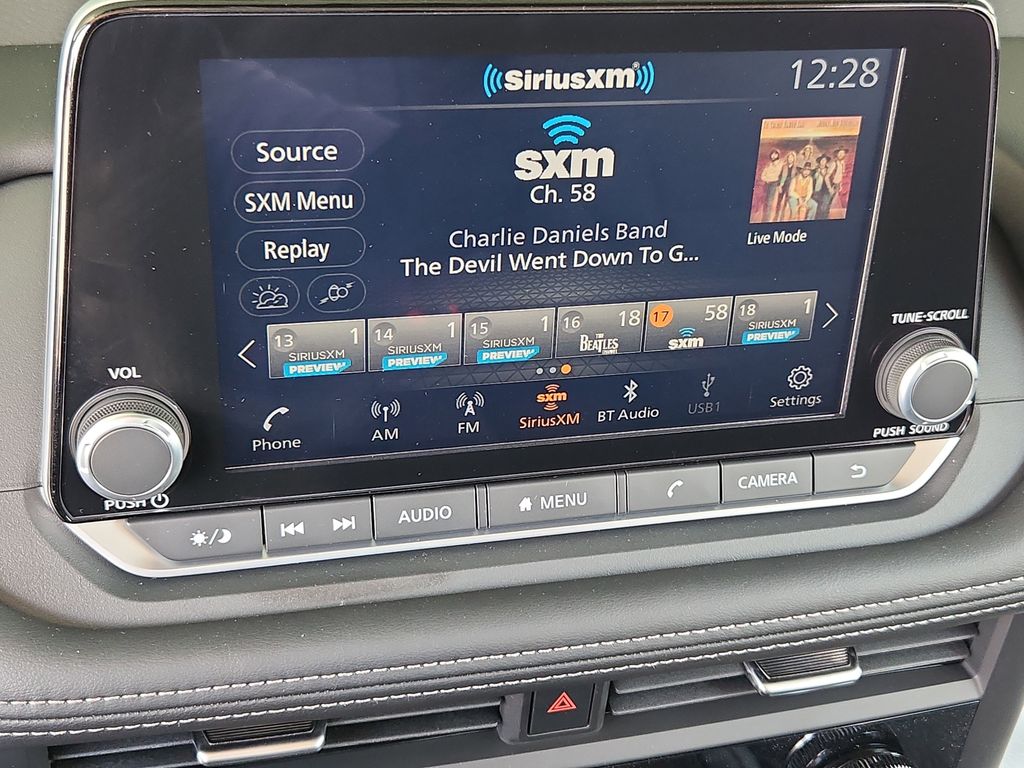 SiriusXM®
12:28
Source
SXM Menu
Replay
sxm
Ch. 58
Charlie Daniels Band
The Devil Went Down To G...
Live Mode
13 1
SIRIUSXM
PREVIEW
14 1
SIRIUSXM
PREVIEW
15 1
SIRIUSXM
PREVIEW
16 18
THE BEATLES CHANNEL
17 58
sxm
18 1
SIRIUSXM
PREVIEW
Phone
AM
FM
sxm
SiriusXM
BT Audio
USB1
Settings
VOL
PUSH
TUNE·SCROLL
PUSH SOUND
AUDIO
MENU
CAMERA